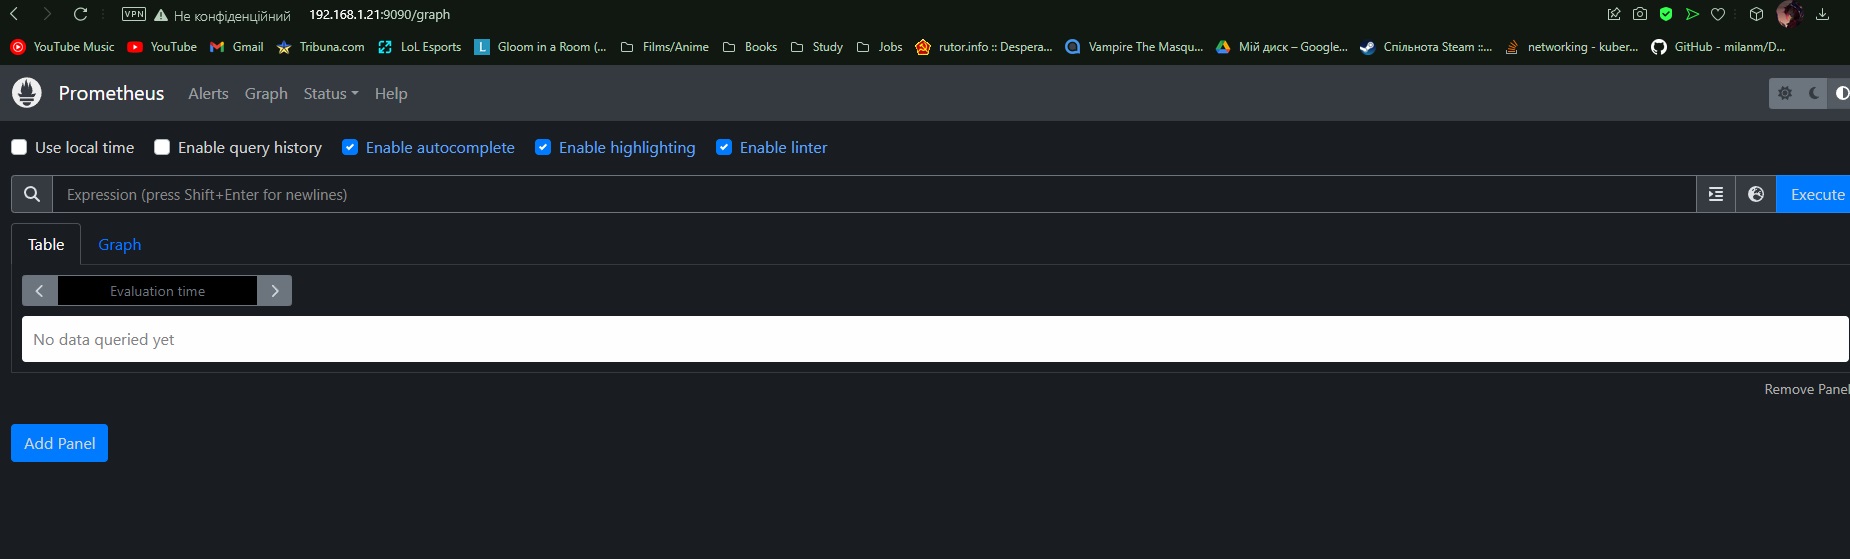 VPN Не конфіденційний 192.168.1.21:9090/graph
YouTube Music YouTube Gmail Tribuna.com LoL Esports L Gloom in a Room (... Films/Anime Books Study Jobs rutor.info :: Despera... Vampire The Masqu... Мій диск – Google... Спільнота Steam ::... networking - kuber... GitHub - milanm/D...
Prometheus Alerts Graph Status Help
Use local time Enable query history Enable autocomplete Enable highlighting Enable linter
Expression (press Shift+Enter for newlines) Execute
Table Graph
Evaluation time
No data queried yet
Remove Panel
Add Panel